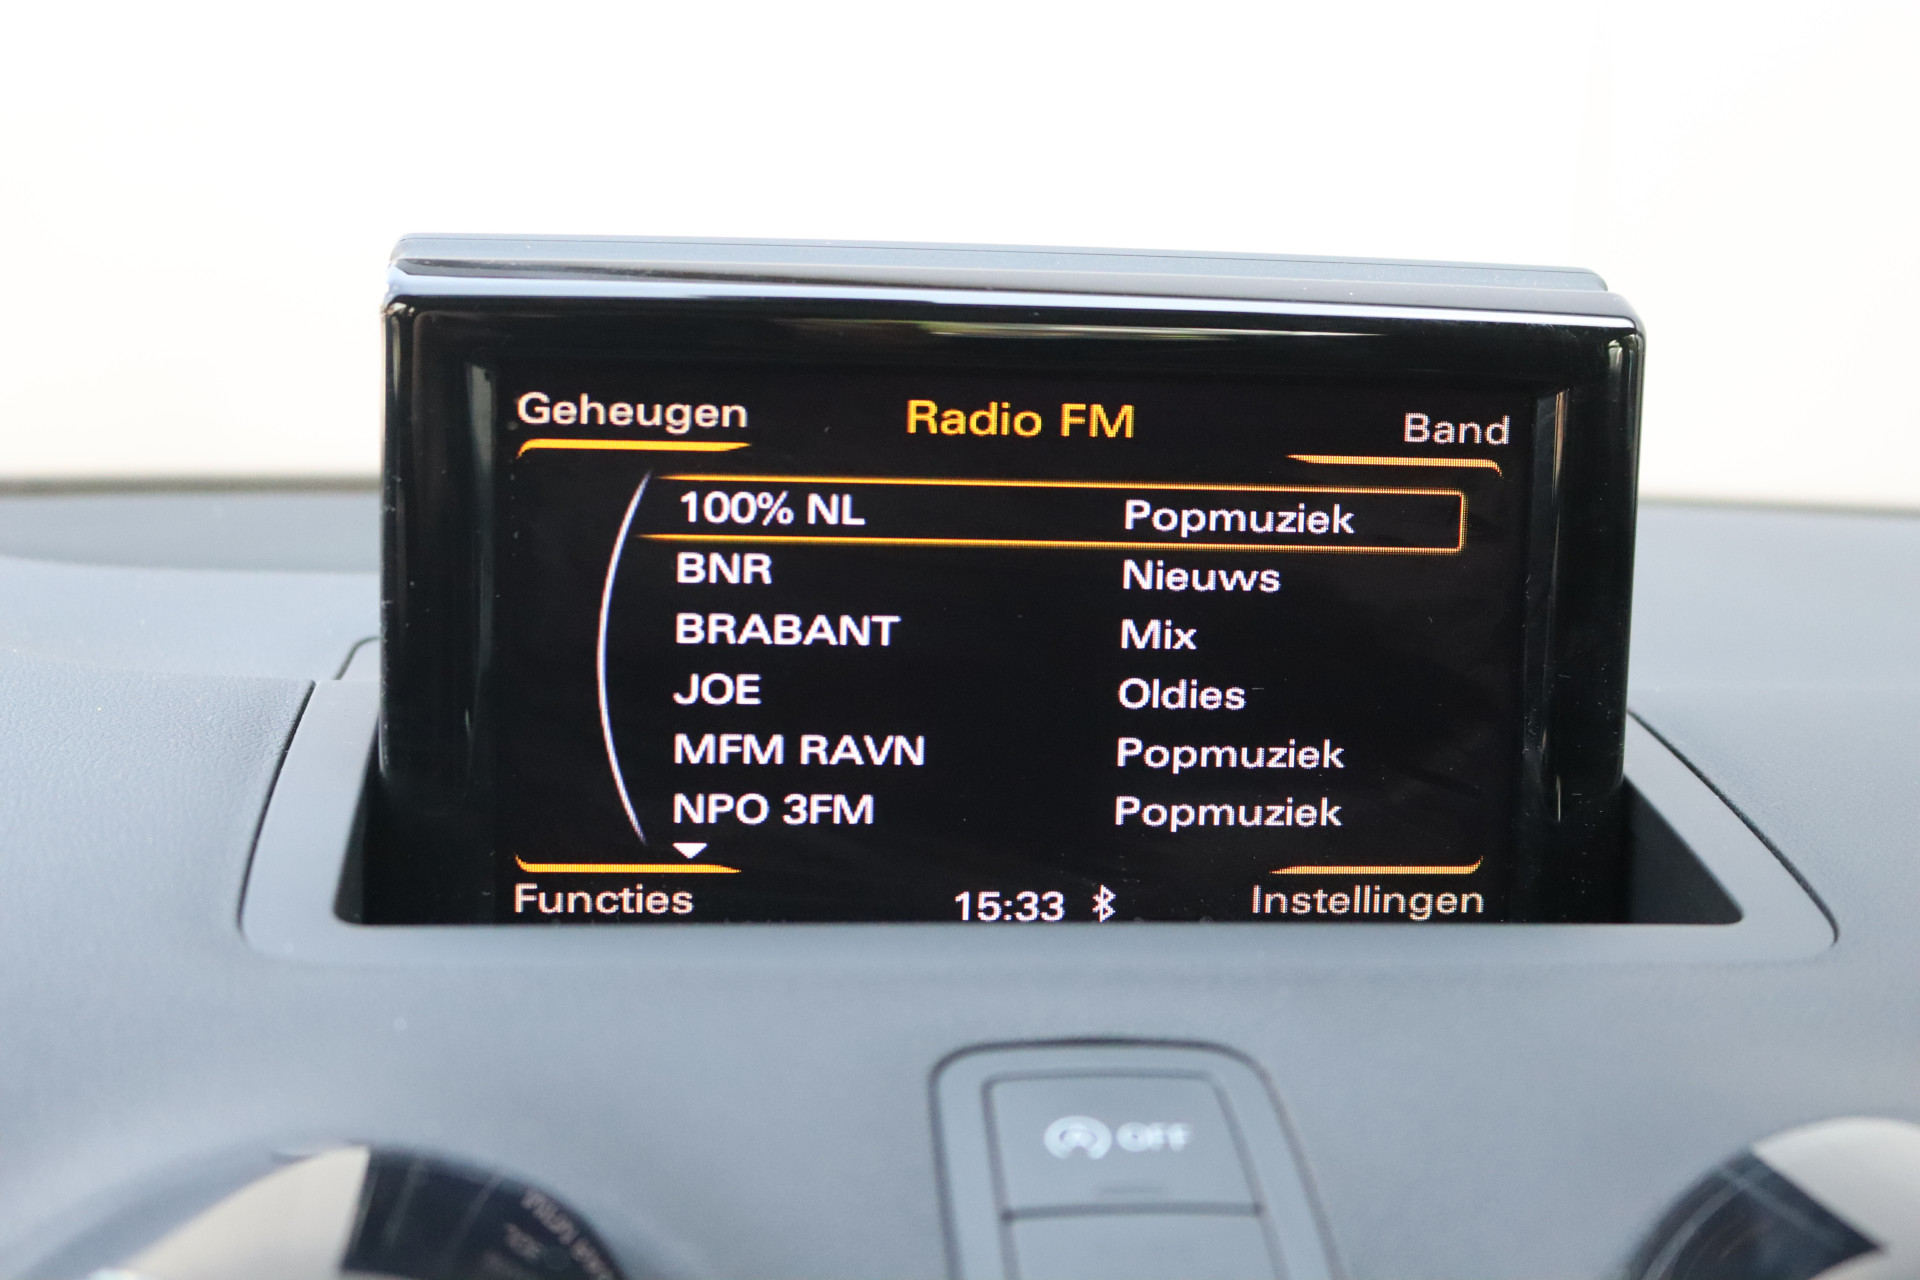 Geheugen Radio FM Band
100% NL Popmuziek
BNR Nieuws
BRABANT Mix
JOE Oldies
MFM RAVN Popmuziek
NPO 3FM Popmuziek
Functies 15:33 Instellingen
OFF